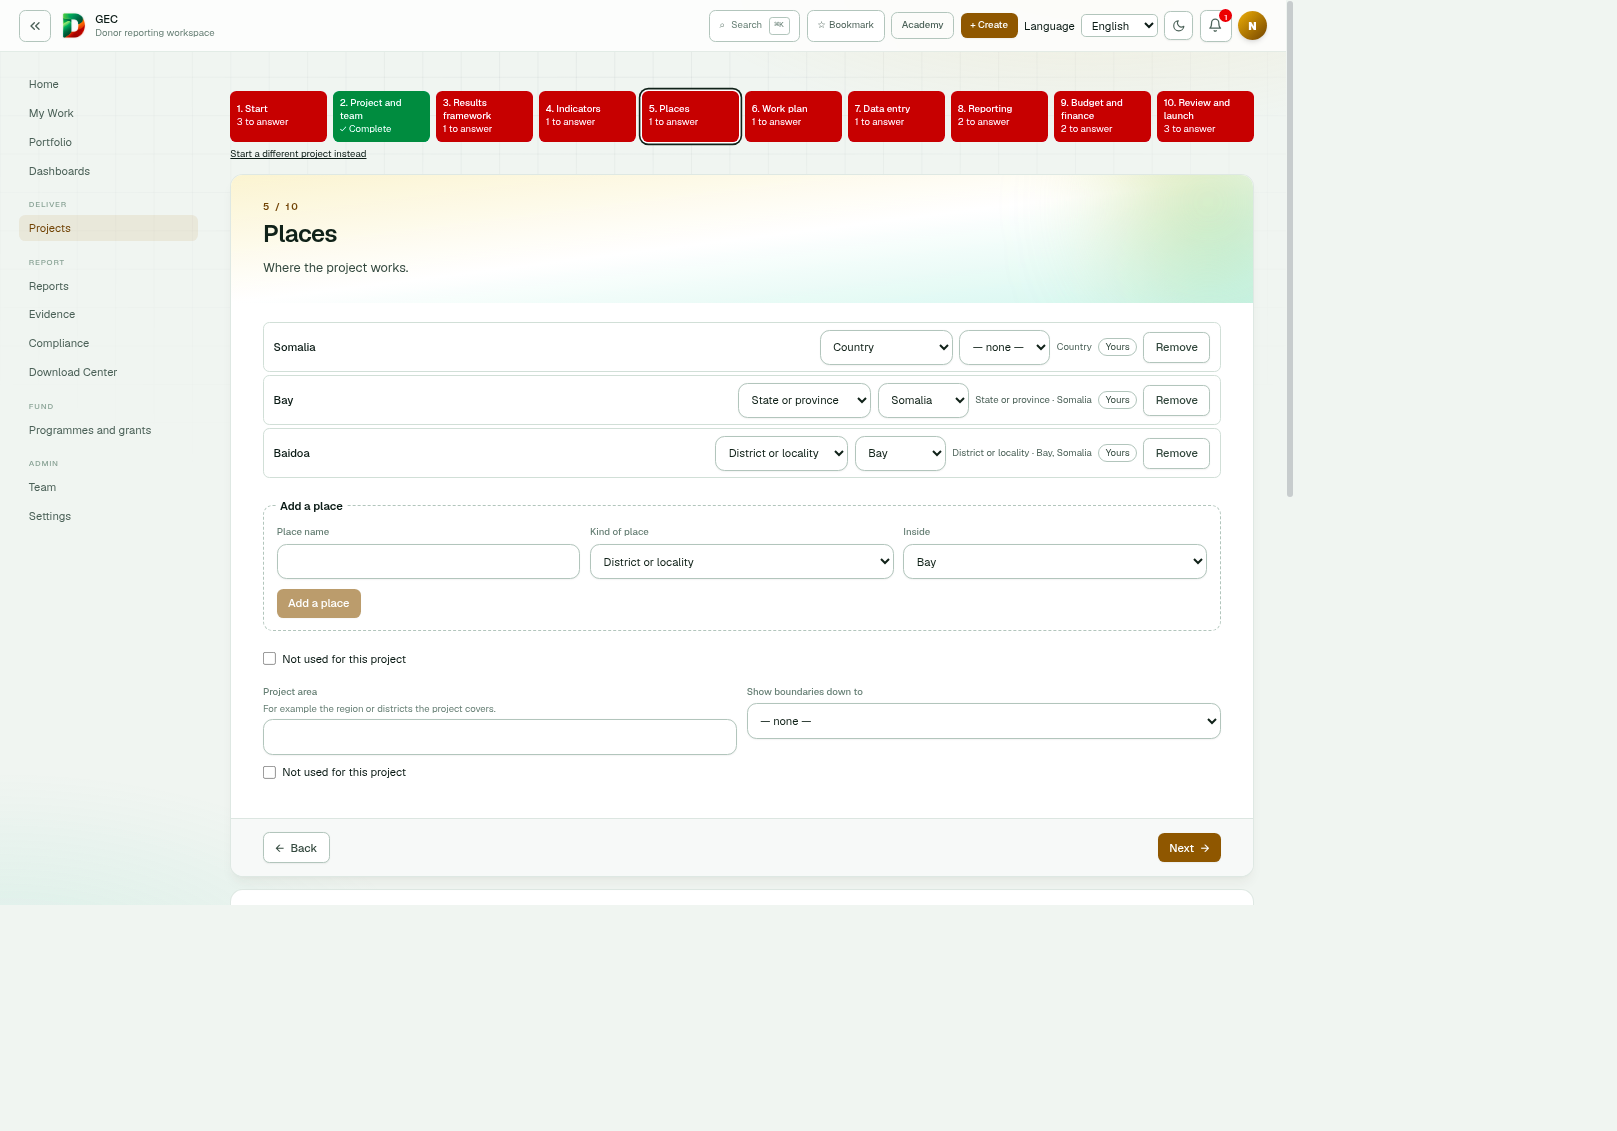 GEC
Donor reporting workspace
Search ⌘K
☆ Bookmark
Academy
+ Create
Language
English
1
N
Home
My Work
Portfolio
Dashboards
DELIVER
Projects
REPORT
Reports
Evidence
Compliance
Download Center
FUND
Programmes and grants
ADMIN
Team
Settings
1. Start
3 to answer
2. Project and
team
✓ Complete
3. Results
framework
1 to answer
4. Indicators
1 to answer
5. Places
1 to answer
6. Work plan
1 to answer
7. Data entry
1 to answer
8. Reporting
2 to answer
9. Budget and
finance
2 to answer
10. Review and
launch
3 to answer
Start a different project instead
5 / 10
Places
Where the project works.
Somalia
Country
— none —
Country
Yours
Remove
Bay
State or province
Somalia
State or province · Somalia
Yours
Remove
Baidoa
District or locality
Bay
District or locality · Bay, Somalia
Yours
Remove
Add a place
Place name
Kind of place
Inside
District or locality
Bay
Add a place
Not used for this project
Project area
For example the region or districts the project covers.
Show boundaries down to
— none —
Not used for this project
← Back
Next →